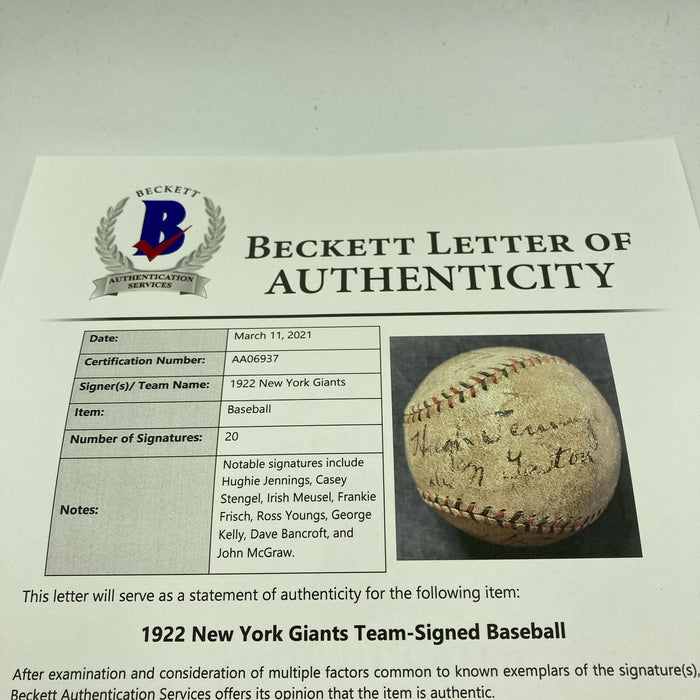 BECKETT
B
AUTHENTICATION
SERVICES
BECKETT LETTER OF
AUTHENTICITY
Date: March 11, 2021
Certification Number: AA06937
Signer(s)/ Team Name: 1922 New York Giants
Item: Baseball
Number of Signatures: 20
Notes: Notable signatures include
Hughie Jennings, Casey
Stengel, Irish Meusel, Frankie
Frisch, Ross Youngs, George
Kelly, Dave Bancroft, and
John McGraw.
Hugh Jennings
This letter will serve as a statement of authenticity for the following item:
1922 New York Giants Team-Signed Baseball
After examination and consideration of multiple factors common to known exemplars of the signature(s),
Beckett Authentication Services offers its opinion that the item is authentic.